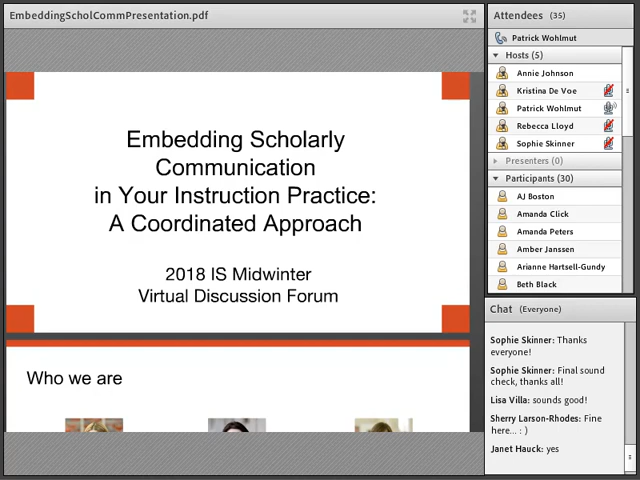 EmbeddingScholCommPresentation.pdf
Embedding Scholarly
Communication
in Your Instruction Practice:
A Coordinated Approach
2018 IS Midwinter
Virtual Discussion Forum
Who we are
Attendees (35)
Patrick Wohlmut
Hosts (5)
Annie Johnson
Kristina De Voe
Patrick Wohlmut
Rebecca Lloyd
Sophie Skinner
Presenters (0)
Participants (30)
AJ Boston
Amanda Click
Amanda Peters
Amber Janssen
Arianne Hartsell-Gundy
Beth Black
Chat (Everyone)
Sophie Skinner: Thanks
everyone!
Sophie Skinner: Final sound
check, thanks all!
Lisa Villa: sounds good!
Sherry Larson-Rhodes: Fine
here... : )
Janet Hauck: yes